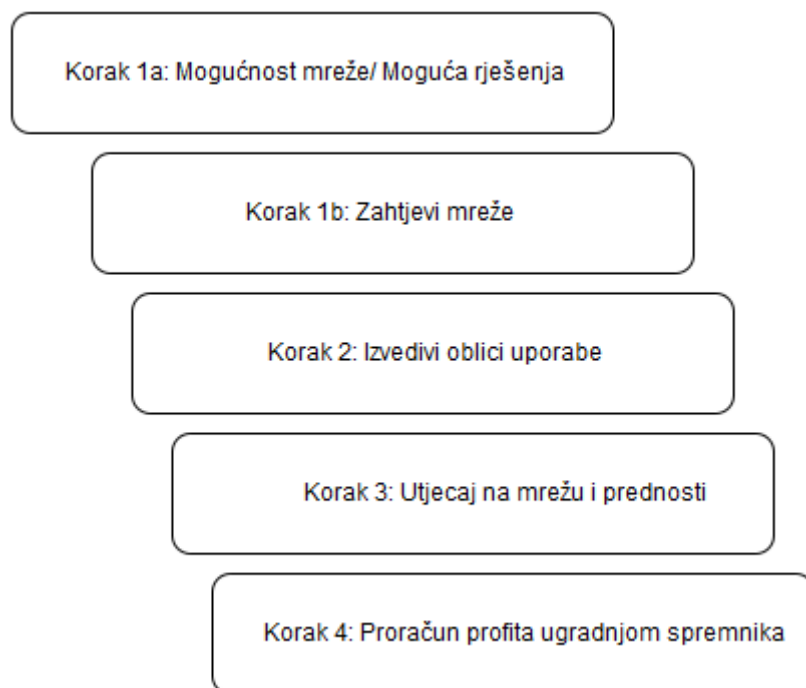 Korak 1a: Mogućnost mreže/ Moguća rješenja
Korak 1b: Zahtjevi mreže
Korak 2: Izvedivi oblici uporabe
Korak 3: Utjecaj na mrežu i prednosti
Korak 4: Proračun profita ugradnjom spremnika